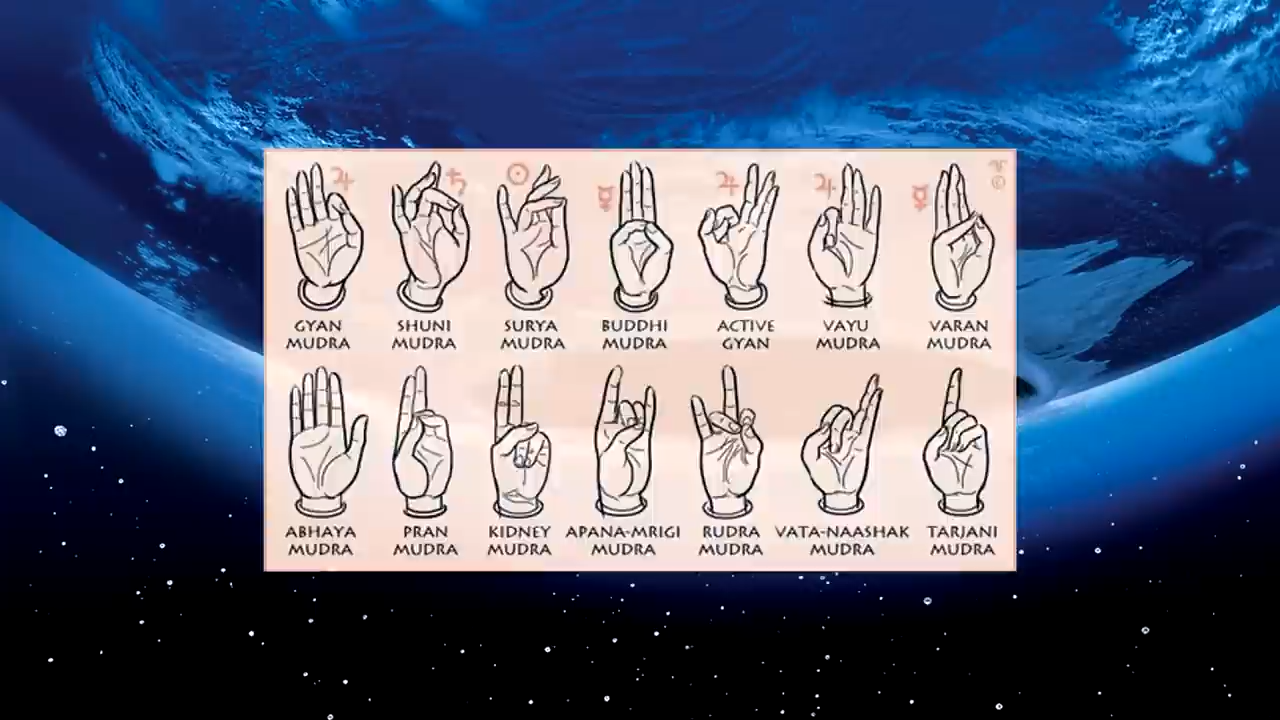 GYAN
MUDRA
SHUNI
MUDRA
SURYA
MUDRA
BUDDHI
MUDRA
ACTIVE
GYAN
VAYU
MUDRA
VARAN
MUDRA
ABHAYA
MUDRA
PRAN
MUDRA
KIDNEY
MUDRA
APANA-MRIGI
MUDRA
RUDRA
MUDRA
VATA-NAASHAK
MUDRA
TARJANI
MUDRA